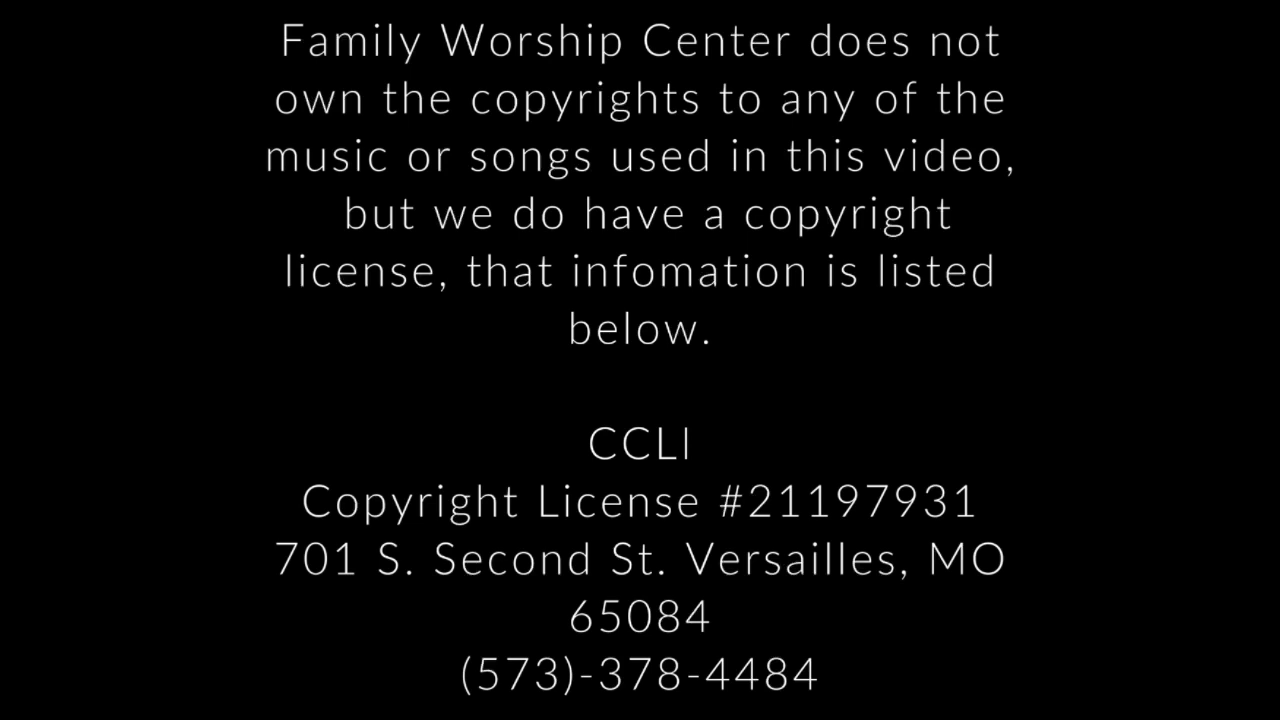 Family Worship Center does not
own the copyrights to any of the
music or songs used in this video,
but we do have a copyright
license, that infomation is listed
below.
CCLI
Copyright License #21197931
701 S. Second St. Versailles, MO
65084
(573)-378-4484